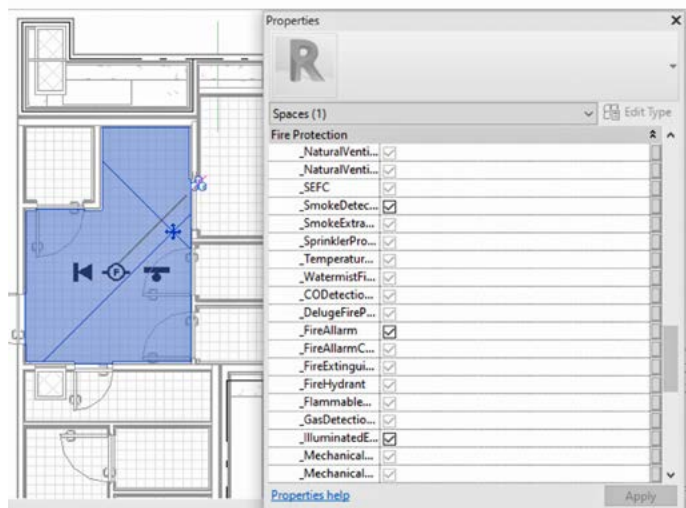 Properties
R
Spaces (1)
Edit Type
Fire Protection
_NaturalVenti...
_NaturalVenti...
_SEFC
_SmokeDetec...
_SmokeExtra...
_SprinklerPro...
_Temperatur...
_WatermistFi...
_CODetectio...
_DelugeFireP...
_FireAllarm
_FireAllarmC...
_FireExtingui...
_FireHydrant
_Flammable...
_GasDetectio...
_IlluminatedE...
_Mechanical...
_Mechanical...
Properties help
Apply
F